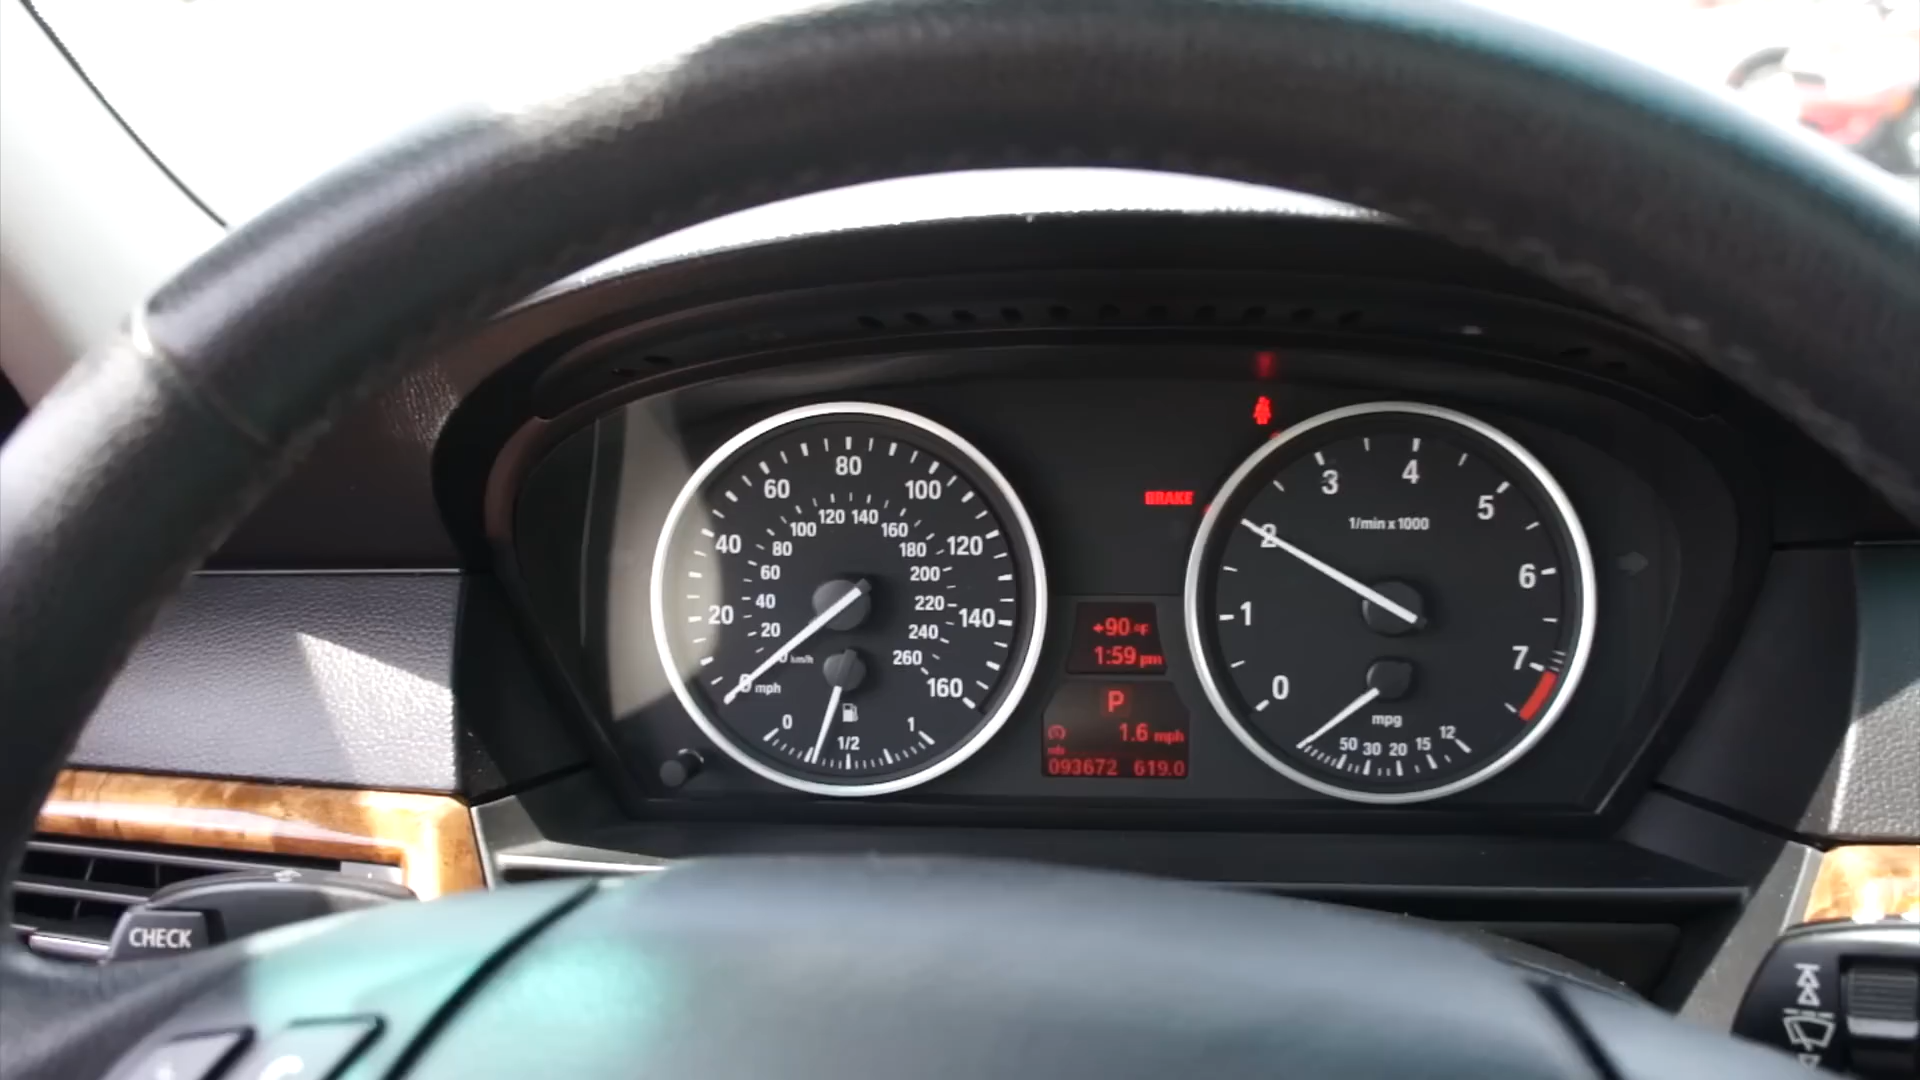 80
60
100
120 140
100
160
40
80
180
120
60
200
20
40
220
140
20
240
0 km/h
260
0 mph
160
0
1/2
1
BRAKE
+90 °F
1:59 pm
P
1.6 mph
mls
093672 619.0
3
4
5
1/min x 1000
2
6
1
7
0
mpg
50 30 20 15 12
CHECK